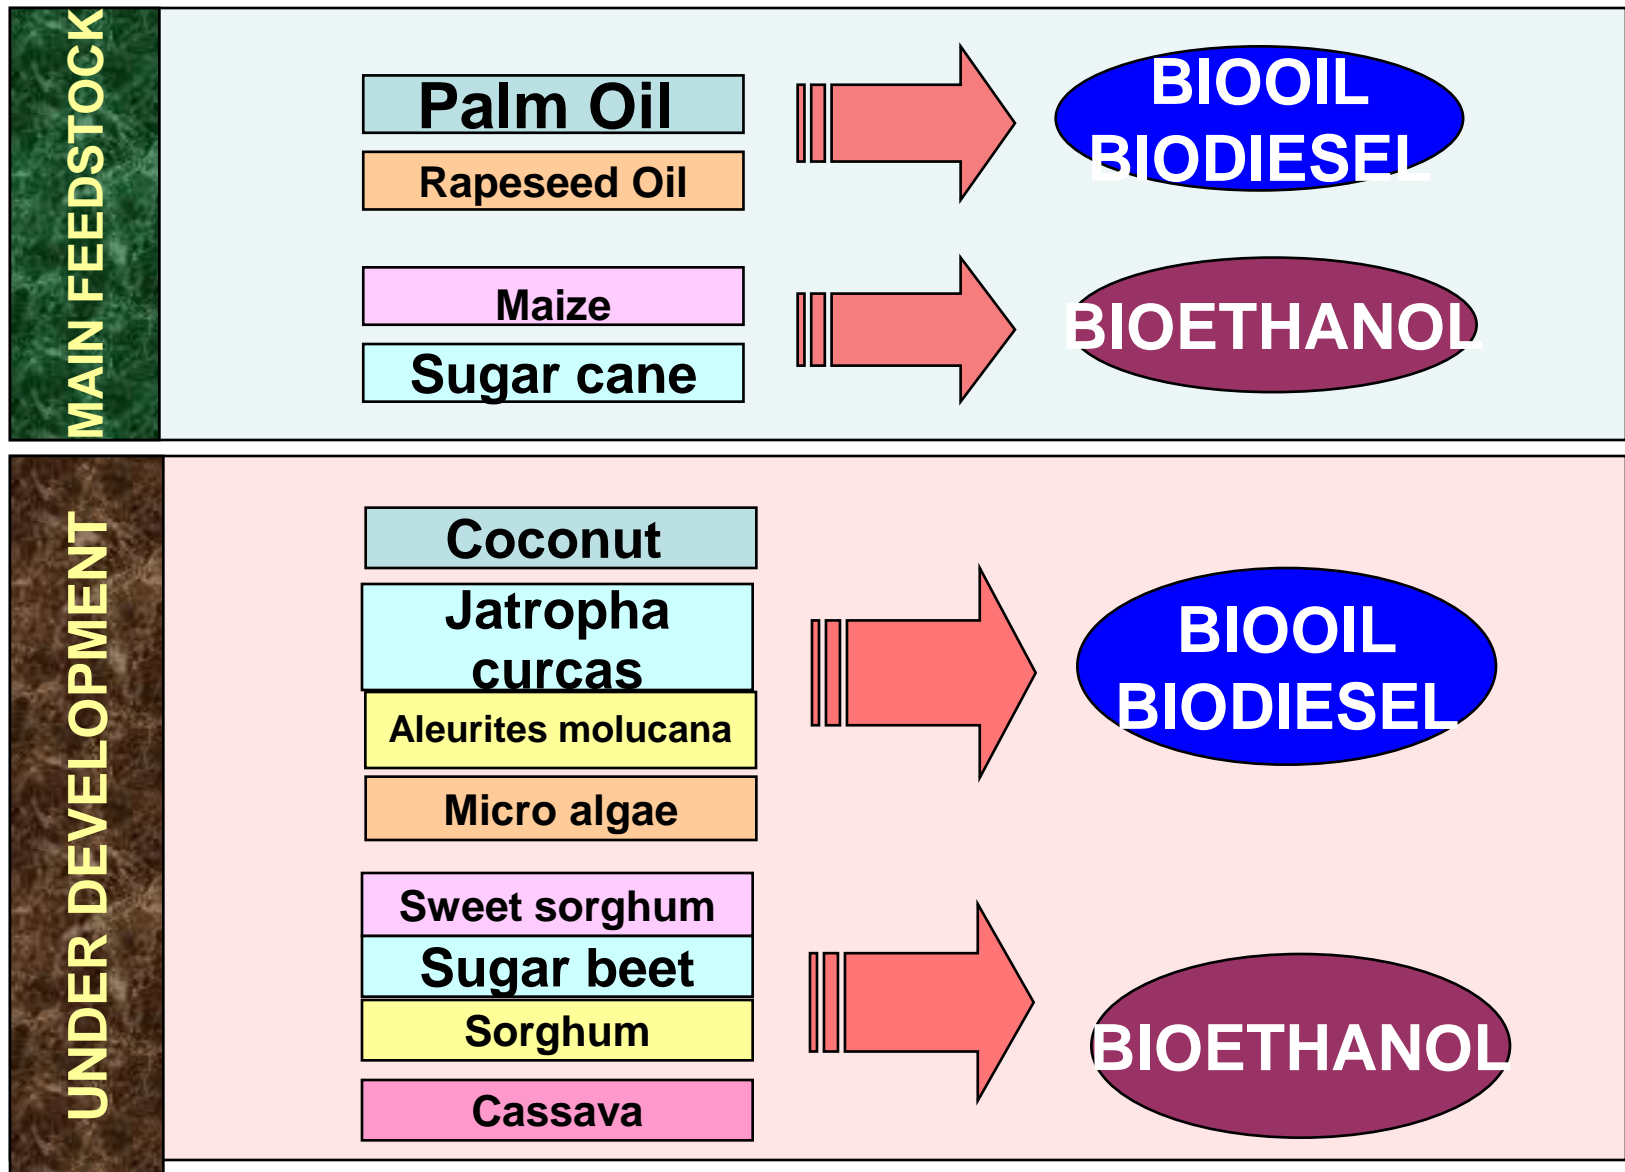 MAIN FEEDSTOCK
Palm Oil
Rapeseed Oil
BIOOIL
BIODIESEL
Maize
Sugar cane
BIOETHANOL
UNDER DEVELOPMENT
Coconut
Jatropha
curcas
Aleurites molucana
Micro algae
BIOOIL
BIODIESEL
Sweet sorghum
Sugar beet
Sorghum
Cassava
BIOETHANOL